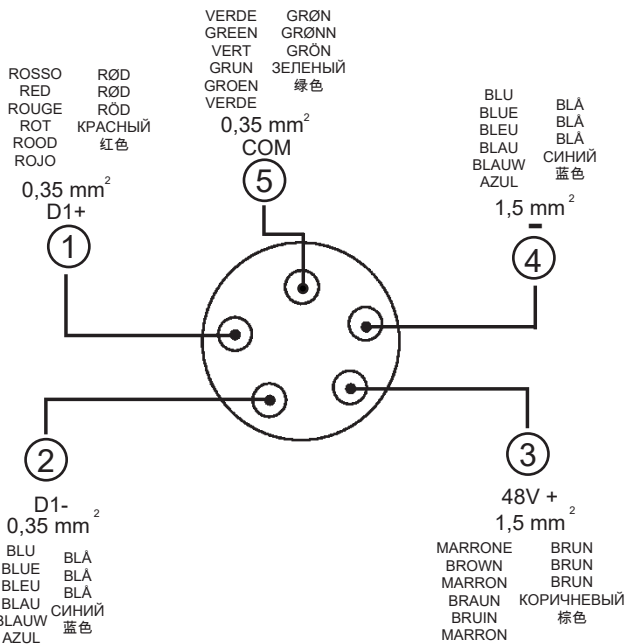 VERDE GRØN
GREEN GRØNN
VERT GRÖN
GRUN ЗЕЛЕНЫЙ
GROEN 绿色
VERDE
0,35 mm²
COM
5
ROSSO RØD
RED RØD
ROUGE RÖD
ROT КРАСНЫЙ
ROOD 红色
ROJO
0,35 mm²
D1+
1
BLU BLÅ
BLUE BLÅ
BLEU BLÅ
BLAU СИНИЙ
BLAUW 蓝色
AZUL
1,5 mm²
-
4
2
D1-
0,35 mm²
BLU BLÅ
BLUE BLÅ
BLEU BLÅ
BLAU СИНИЙ
BLAUW 蓝色
AZUL
3
48V +
1,5 mm²
MARRONE BRUN
BROWN BRUN
MARRON BRUN
BRAUN КОРИЧНЕВЫЙ
BRUIN 棕色
MARRON